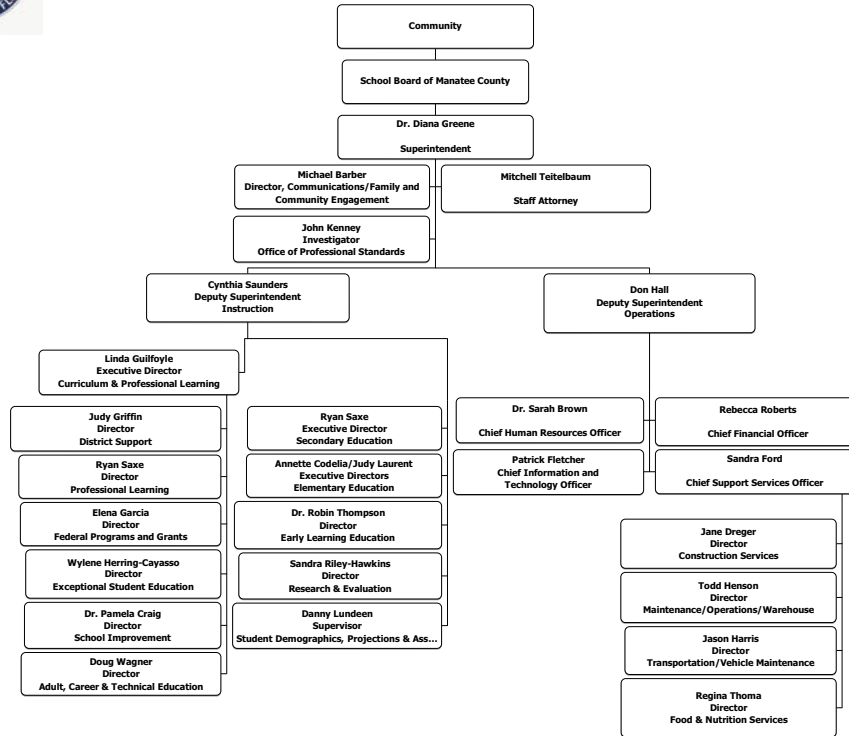 Community
School Board of Manatee County
Dr. Diana Greene
Superintendent
Michael Barber
Director, Communications/Family and
Community Engagement
Mitchell Teitelbaum
Staff Attorney
John Kenney
Investigator
Office of Professional Standards
Cynthia Saunders
Deputy Superintendent
Instruction
Don Hall
Deputy Superintendent
Operations
Linda Guilfoyle
Executive Director
Curriculum & Professional Learning
Judy Griffin
Director
District Support
Ryan Saxe
Director
Professional Learning
Elena Garcia
Director
Federal Programs and Grants
Wylene Herring-Cayasso
Director
Exceptional Student Education
Dr. Pamela Craig
Director
School Improvement
Doug Wagner
Director
Adult, Career & Technical Education
Ryan Saxe
Executive Director
Secondary Education
Annette Codelia/Judy Laurent
Executive Directors
Elementary Education
Dr. Robin Thompson
Director
Early Learning Education
Sandra Riley-Hawkins
Director
Research & Evaluation
Danny Lundeen
Supervisor
Student Demographics, Projections & Ass...
Dr. Sarah Brown
Chief Human Resources Officer
Rebecca Roberts
Chief Financial Officer
Patrick Fletcher
Chief Information and
Technology Officer
Sandra Ford
Chief Support Services Officer
Jane Dreger
Director
Construction Services
Todd Henson
Director
Maintenance/Operations/Warehouse
Jason Harris
Director
Transportation/Vehicle Maintenance
Regina Thoma
Director
Food & Nutrition Services